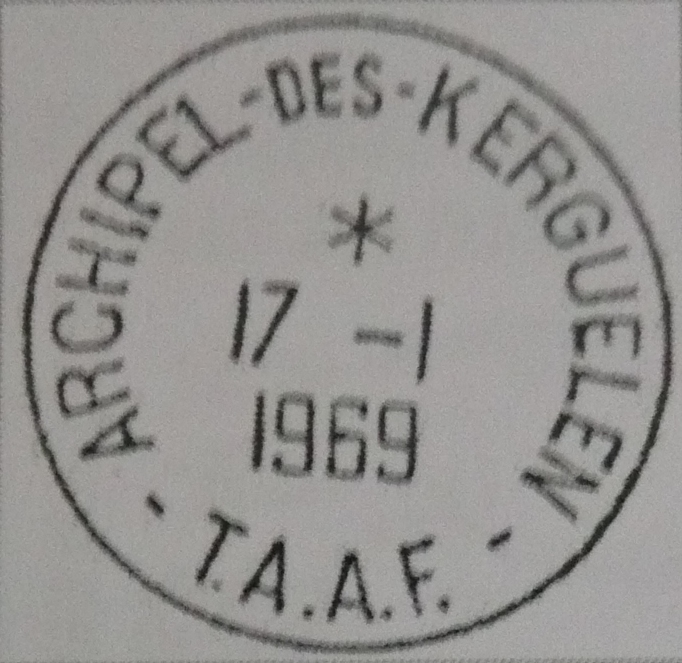 ARCHIPEL-DES-KERGUELEN
*
17 -1
1969
- T.A.A.F. -